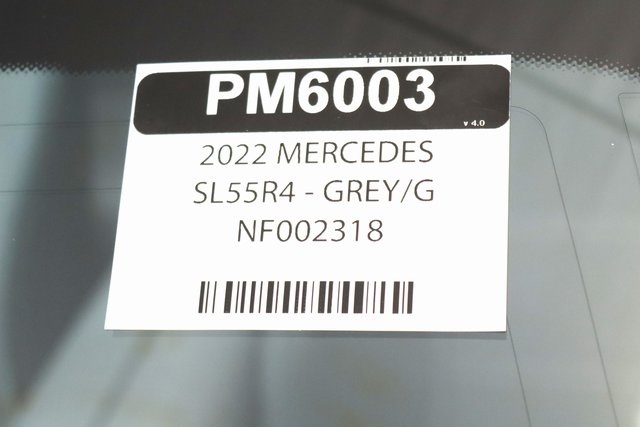 PM6003
v 4.0
2022 MERCEDES
SL55R4 - GREY/G
NF002318